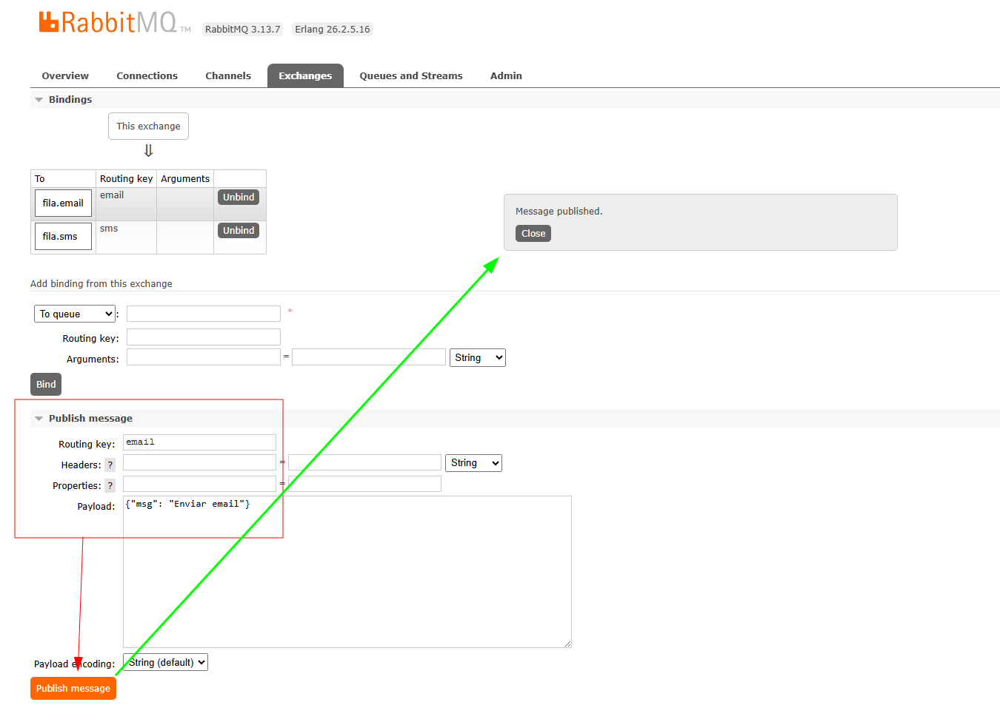 RabbitMQ TM RabbitMQ 3.13.7 Erlang 26.2.5.16
Overview Connections Channels Exchanges Queues and Streams Admin
Bindings
This exchange
⇓
To Routing key Arguments
fila.email email Unbind
fila.sms sms Unbind
Message published.
Close
Add binding from this exchange
To queue : *
Routing key:
Arguments: = String
Bind
Publish message
Routing key: email
Headers: ? = String
Properties: ? =
Payload: {"msg": "Enviar email"}
Payload encoding: String (default)
Publish message